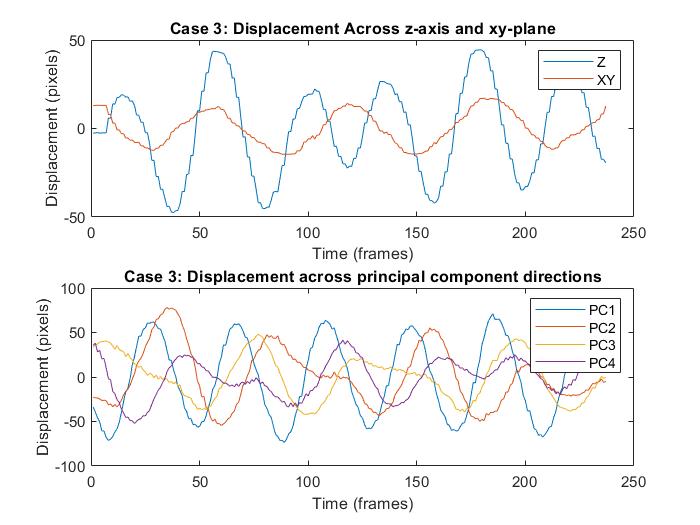 Case 3: Displacement Across z-axis and xy-plane
50
0
-50
Displacement (pixels)
Z
XY
0 50 100 150 200 250
Time (frames)
Case 3: Displacement across principal component directions
100
50
0
-50
-100
Displacement (pixels)
PC1
PC2
PC3
PC4
0 50 100 150 200 250
Time (frames)